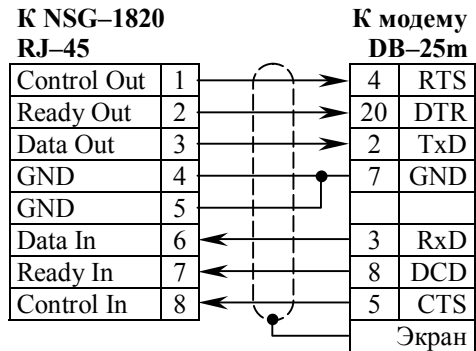 К NSG–1820 К модему
RJ–45 DB–25m
Control Out 1 4 RTS
Ready Out 2 20 DTR
Data Out 3 2 TxD
GND 4 7 GND
GND 5
Data In 6 3 RxD
Ready In 7 8 DCD
Control In 8 5 CTS
Экран